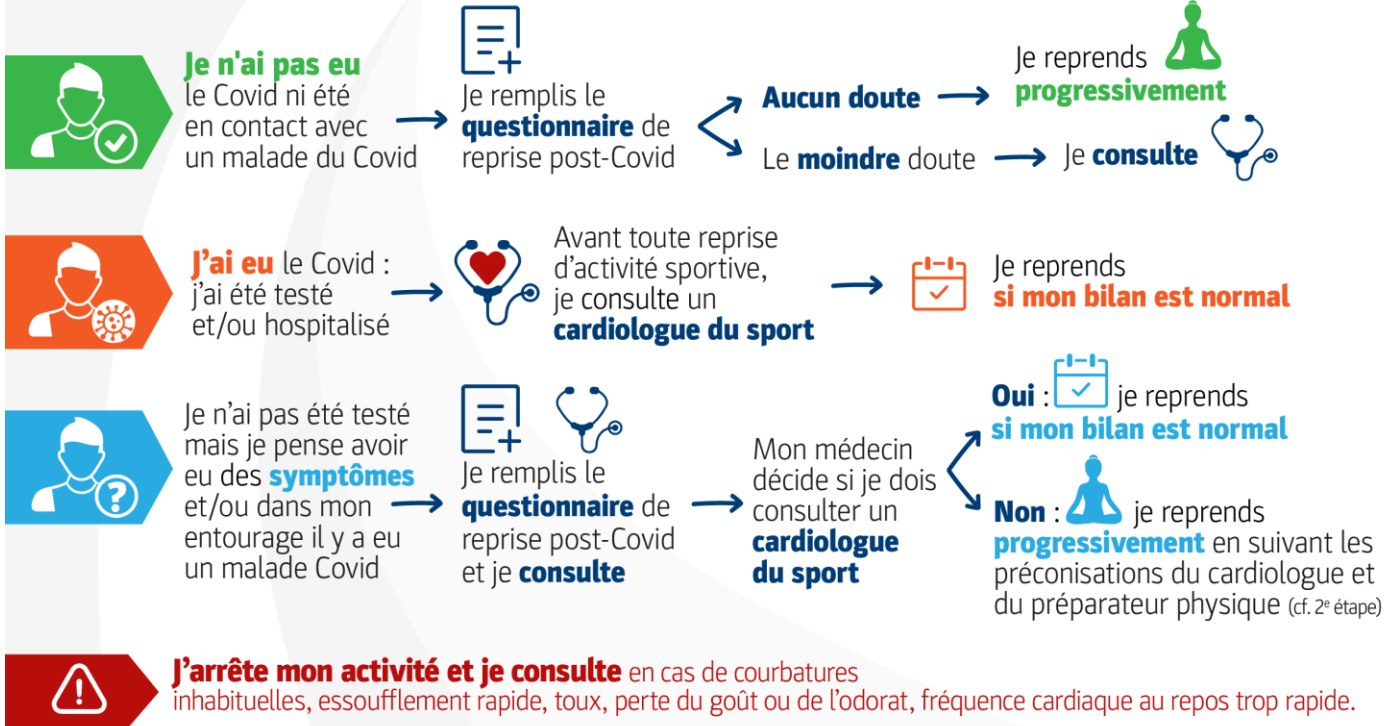 Je n'ai pas eu
le Covid ni été
en contact avec
un malade du Covid
Je remplis le
questionnaire de
reprise post-Covid
Aucun doute
Je reprends
progressivement
Le moindre doute
Je consulte
J'ai eu le Covid :
j'ai été testé
et/ou hospitalisé
Avant toute reprise
d'activité sportive,
je consulte un
cardiologue du sport
Je reprends
si mon bilan est normal
Je n'ai pas été testé
mais je pense avoir
eu des symptômes
et/ou dans mon
entourage il y a eu
un malade Covid
Je remplis le
questionnaire de
reprise post-Covid
et je consulte
Mon médecin
décide si je dois
consulter un
cardiologue
du sport
Oui : je reprends
si mon bilan est normal
Non : je reprends
progressivement en suivant les
préconisations du cardiologue et
du préparateur physique (cf. 2e étape)
J'arrête mon activité et je consulte en cas de courbatures
inhabituelles, essoufflement rapide, toux, perte du goût ou de l'odorat, fréquence cardiaque au repos trop rapide.